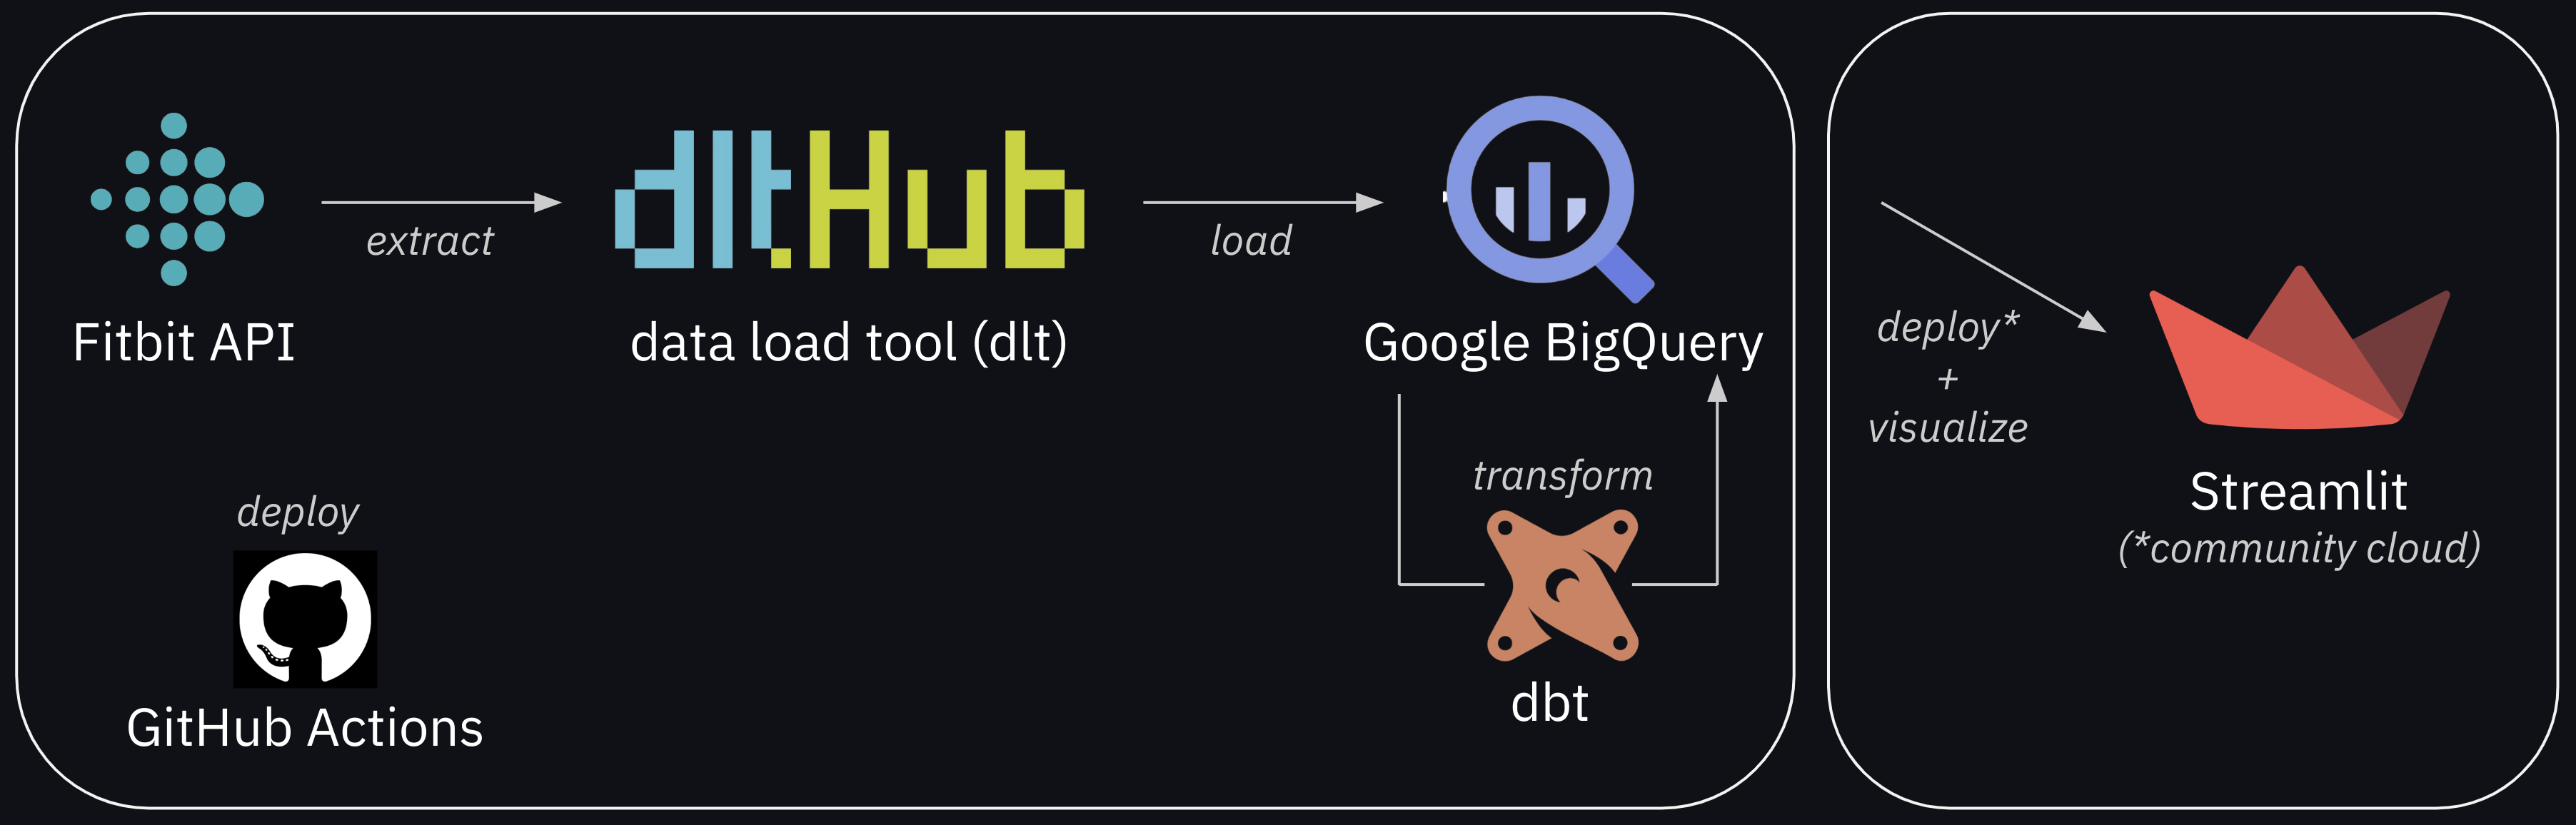 dltHub
extract
load
Fitbit API
data load tool (dlt)
Google BigQuery
transform
dbt
deploy
GitHub Actions
deploy*
+
visualize
Streamlit
(*community cloud)